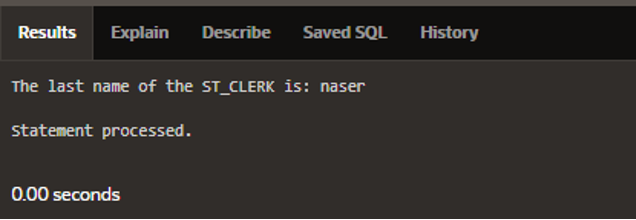 Results Explain Describe Saved SQL History
The last name of the ST_CLERK is: naser
Statement processed.
0.00 seconds